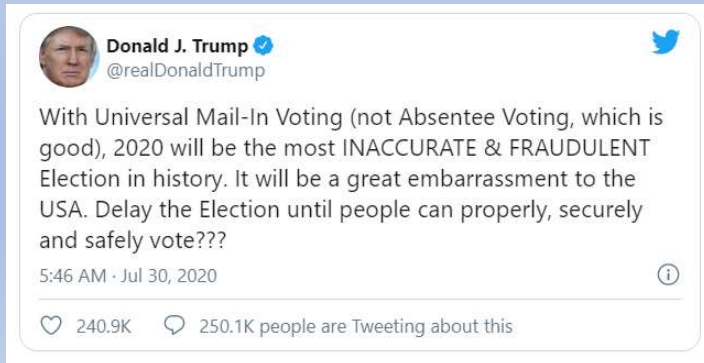 Donald J. Trump
@realDonaldTrump
With Universal Mail-In Voting (not Absentee Voting, which is
good), 2020 will be the most INACCURATE & FRAUDULENT
Election in history. It will be a great embarrassment to the
USA. Delay the Election until people can properly, securely
and safely vote???
5:46 AM · Jul 30, 2020
240.9K 250.1K people are Tweeting about this